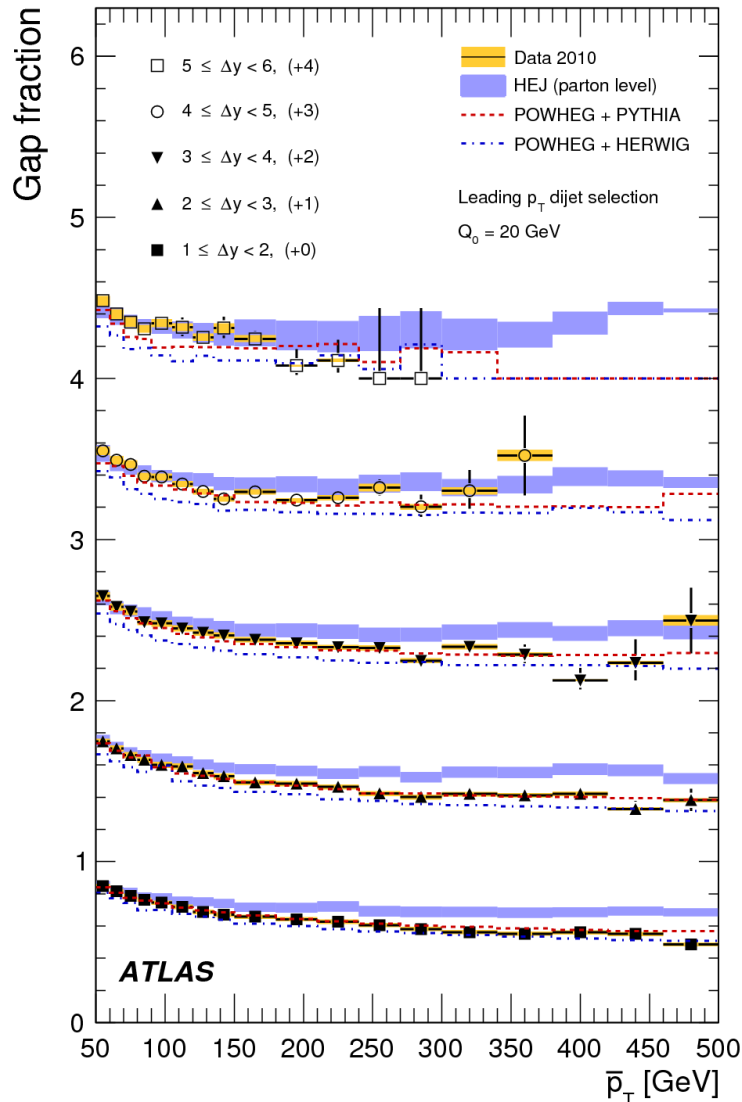 Gap fraction
6
5
4
3
2
1
0
5 ≤ Δy < 6, (+4)
4 ≤ Δy < 5, (+3)
3 ≤ Δy < 4, (+2)
2 ≤ Δy < 3, (+1)
1 ≤ Δy < 2, (+0)
Data 2010
HEJ (parton level)
POWHEG + PYTHIA
POWHEG + HERWIG
Leading p_T dijet selection
Q_0 = 20 GeV
ATLAS
50 100 150 200 250 300 350 400 450 500
p̅_T [GeV]